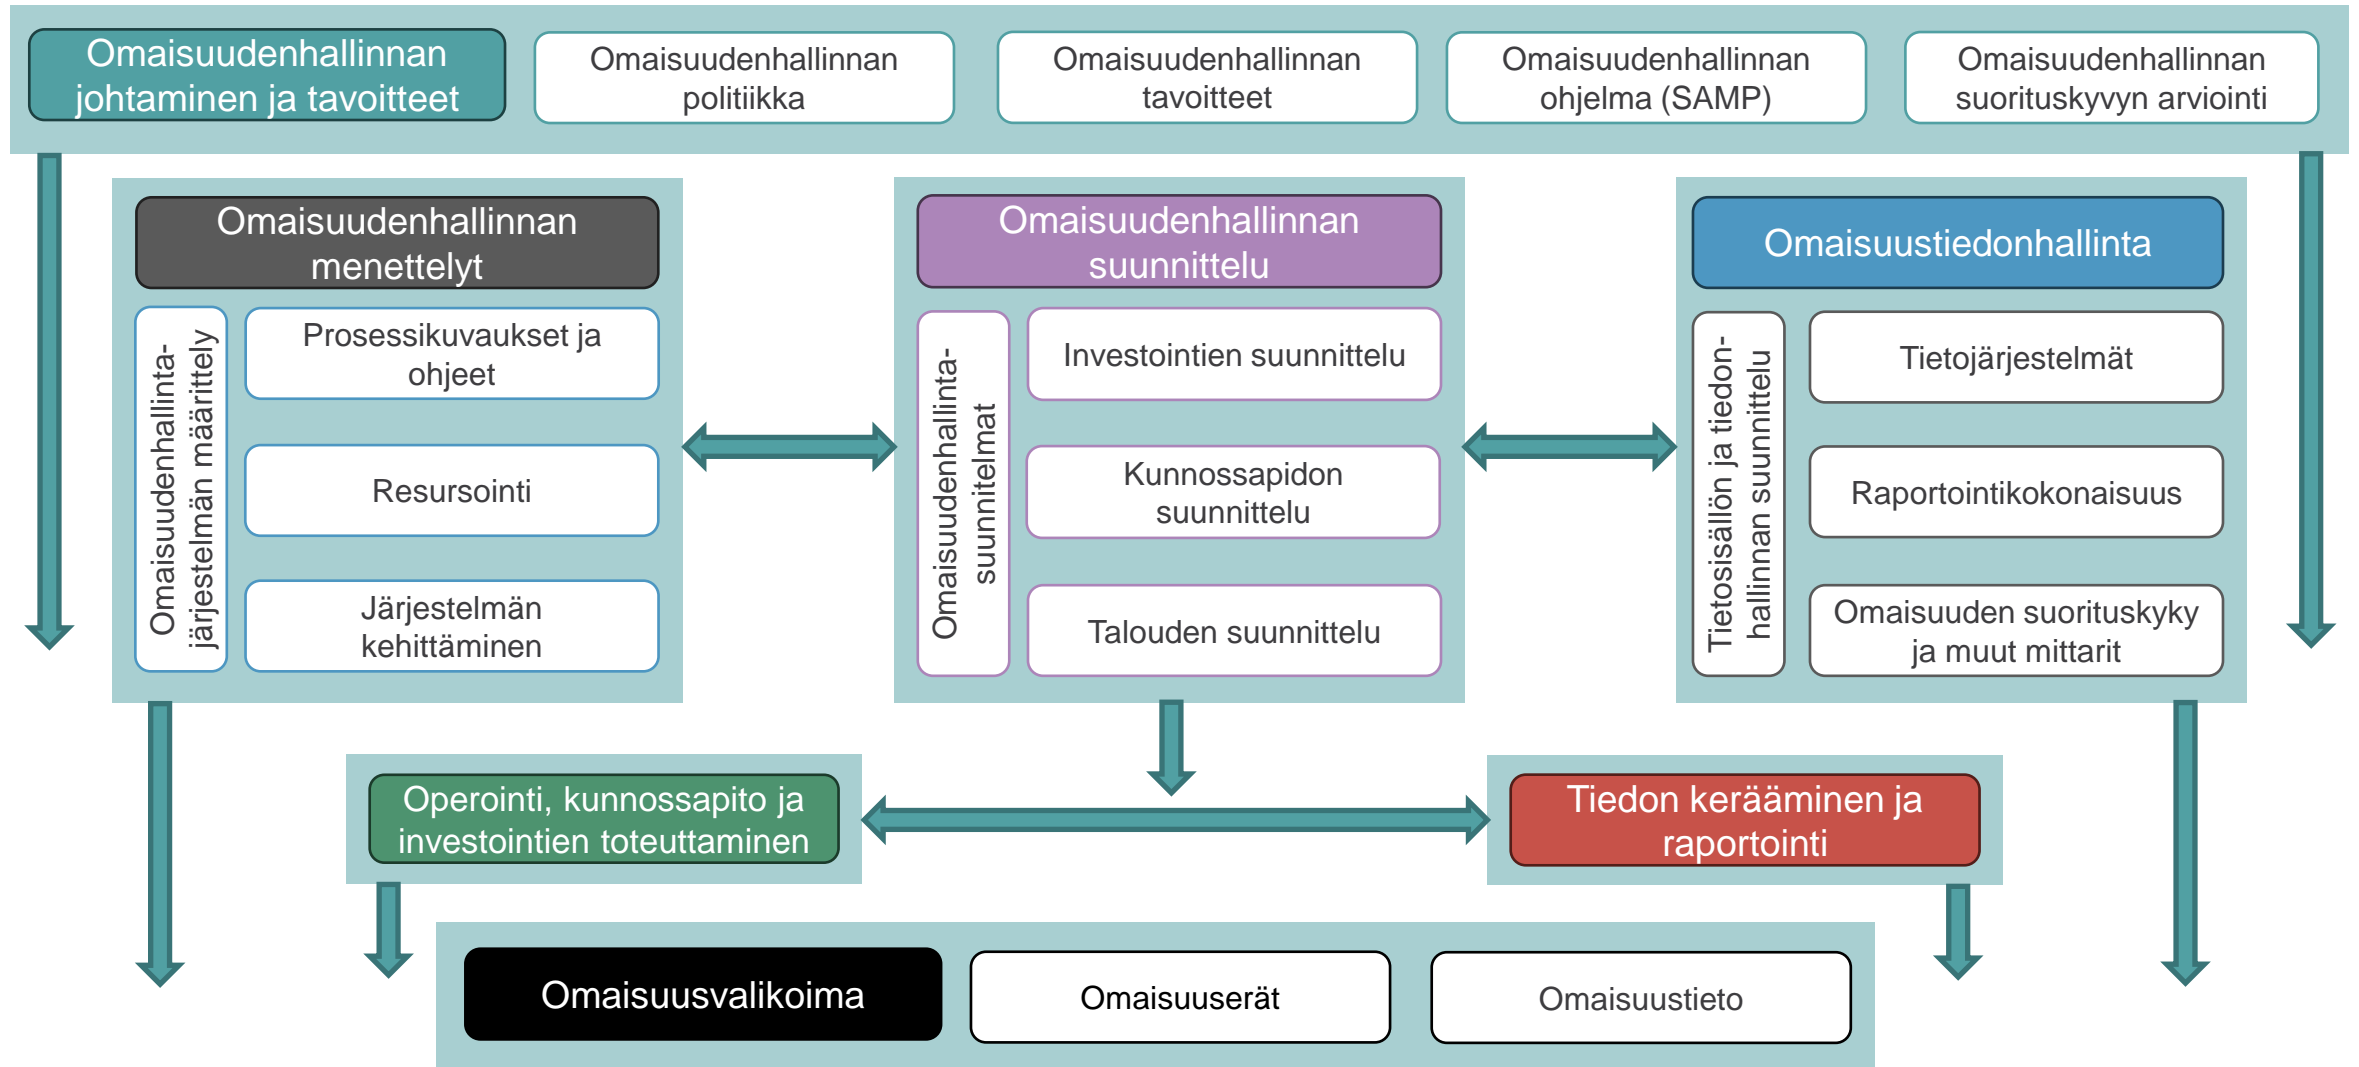 Omaisuudenhallinnan
johtaminen ja tavoitteet
Omaisuudenhallinnan
politiikka
Omaisuudenhallinnan
tavoitteet
Omaisuudenhallinnan
ohjelma (SAMP)
Omaisuudenhallinnan
suorituskyvyn arviointi
Omaisuudenhallinnan
menettelyt
Omaisuudenhallinta-
järjestelmän määrittely
Prosessikuvaukset ja
ohjeet
Resursointi
Järjestelmän
kehittäminen
Omaisuudenhallinnan
suunnittelu
Omaisuudenhallinta-
suunnitelmat
Investointien suunnittelu
Kunnossapidon
suunnittelu
Talouden suunnittelu
Omaisuustiedonhallinta
Tietosisällön ja tiedon-
hallinnan suunnittelu
Tietojärjestelmät
Raportointikokonaisuus
Omaisuuden suorituskyky
ja muut mittarit
Operointi, kunnossapito ja
investointien toteuttaminen
Tiedon kerääminen ja
raportointi
Omaisuusvalikoima
Omaisuuserät
Omaisuustieto